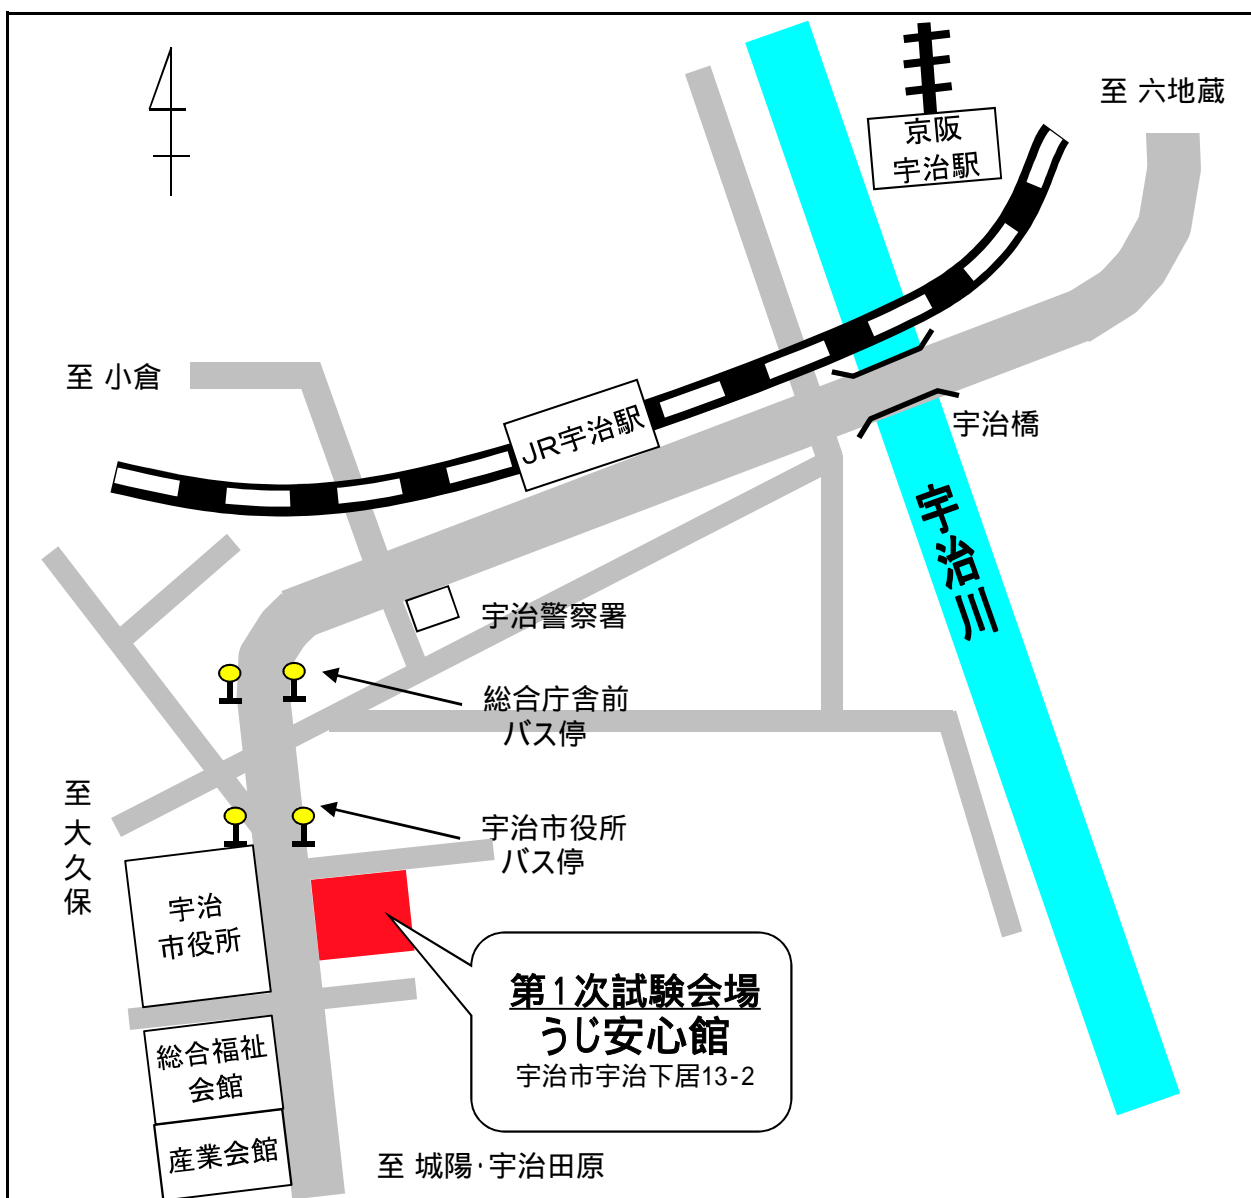 至 六地蔵
京阪
宇治駅
至 小倉
JR宇治駅
宇治橋
宇治川
宇治警察署
総合庁舎前
バス停
至 大久保
宇治市役所
バス停
宇治
市役所
第1次試験会場
うじ安心館
宇治市宇治下居13-2
総合福祉
会館
産業会館
至 城陽・宇治田原